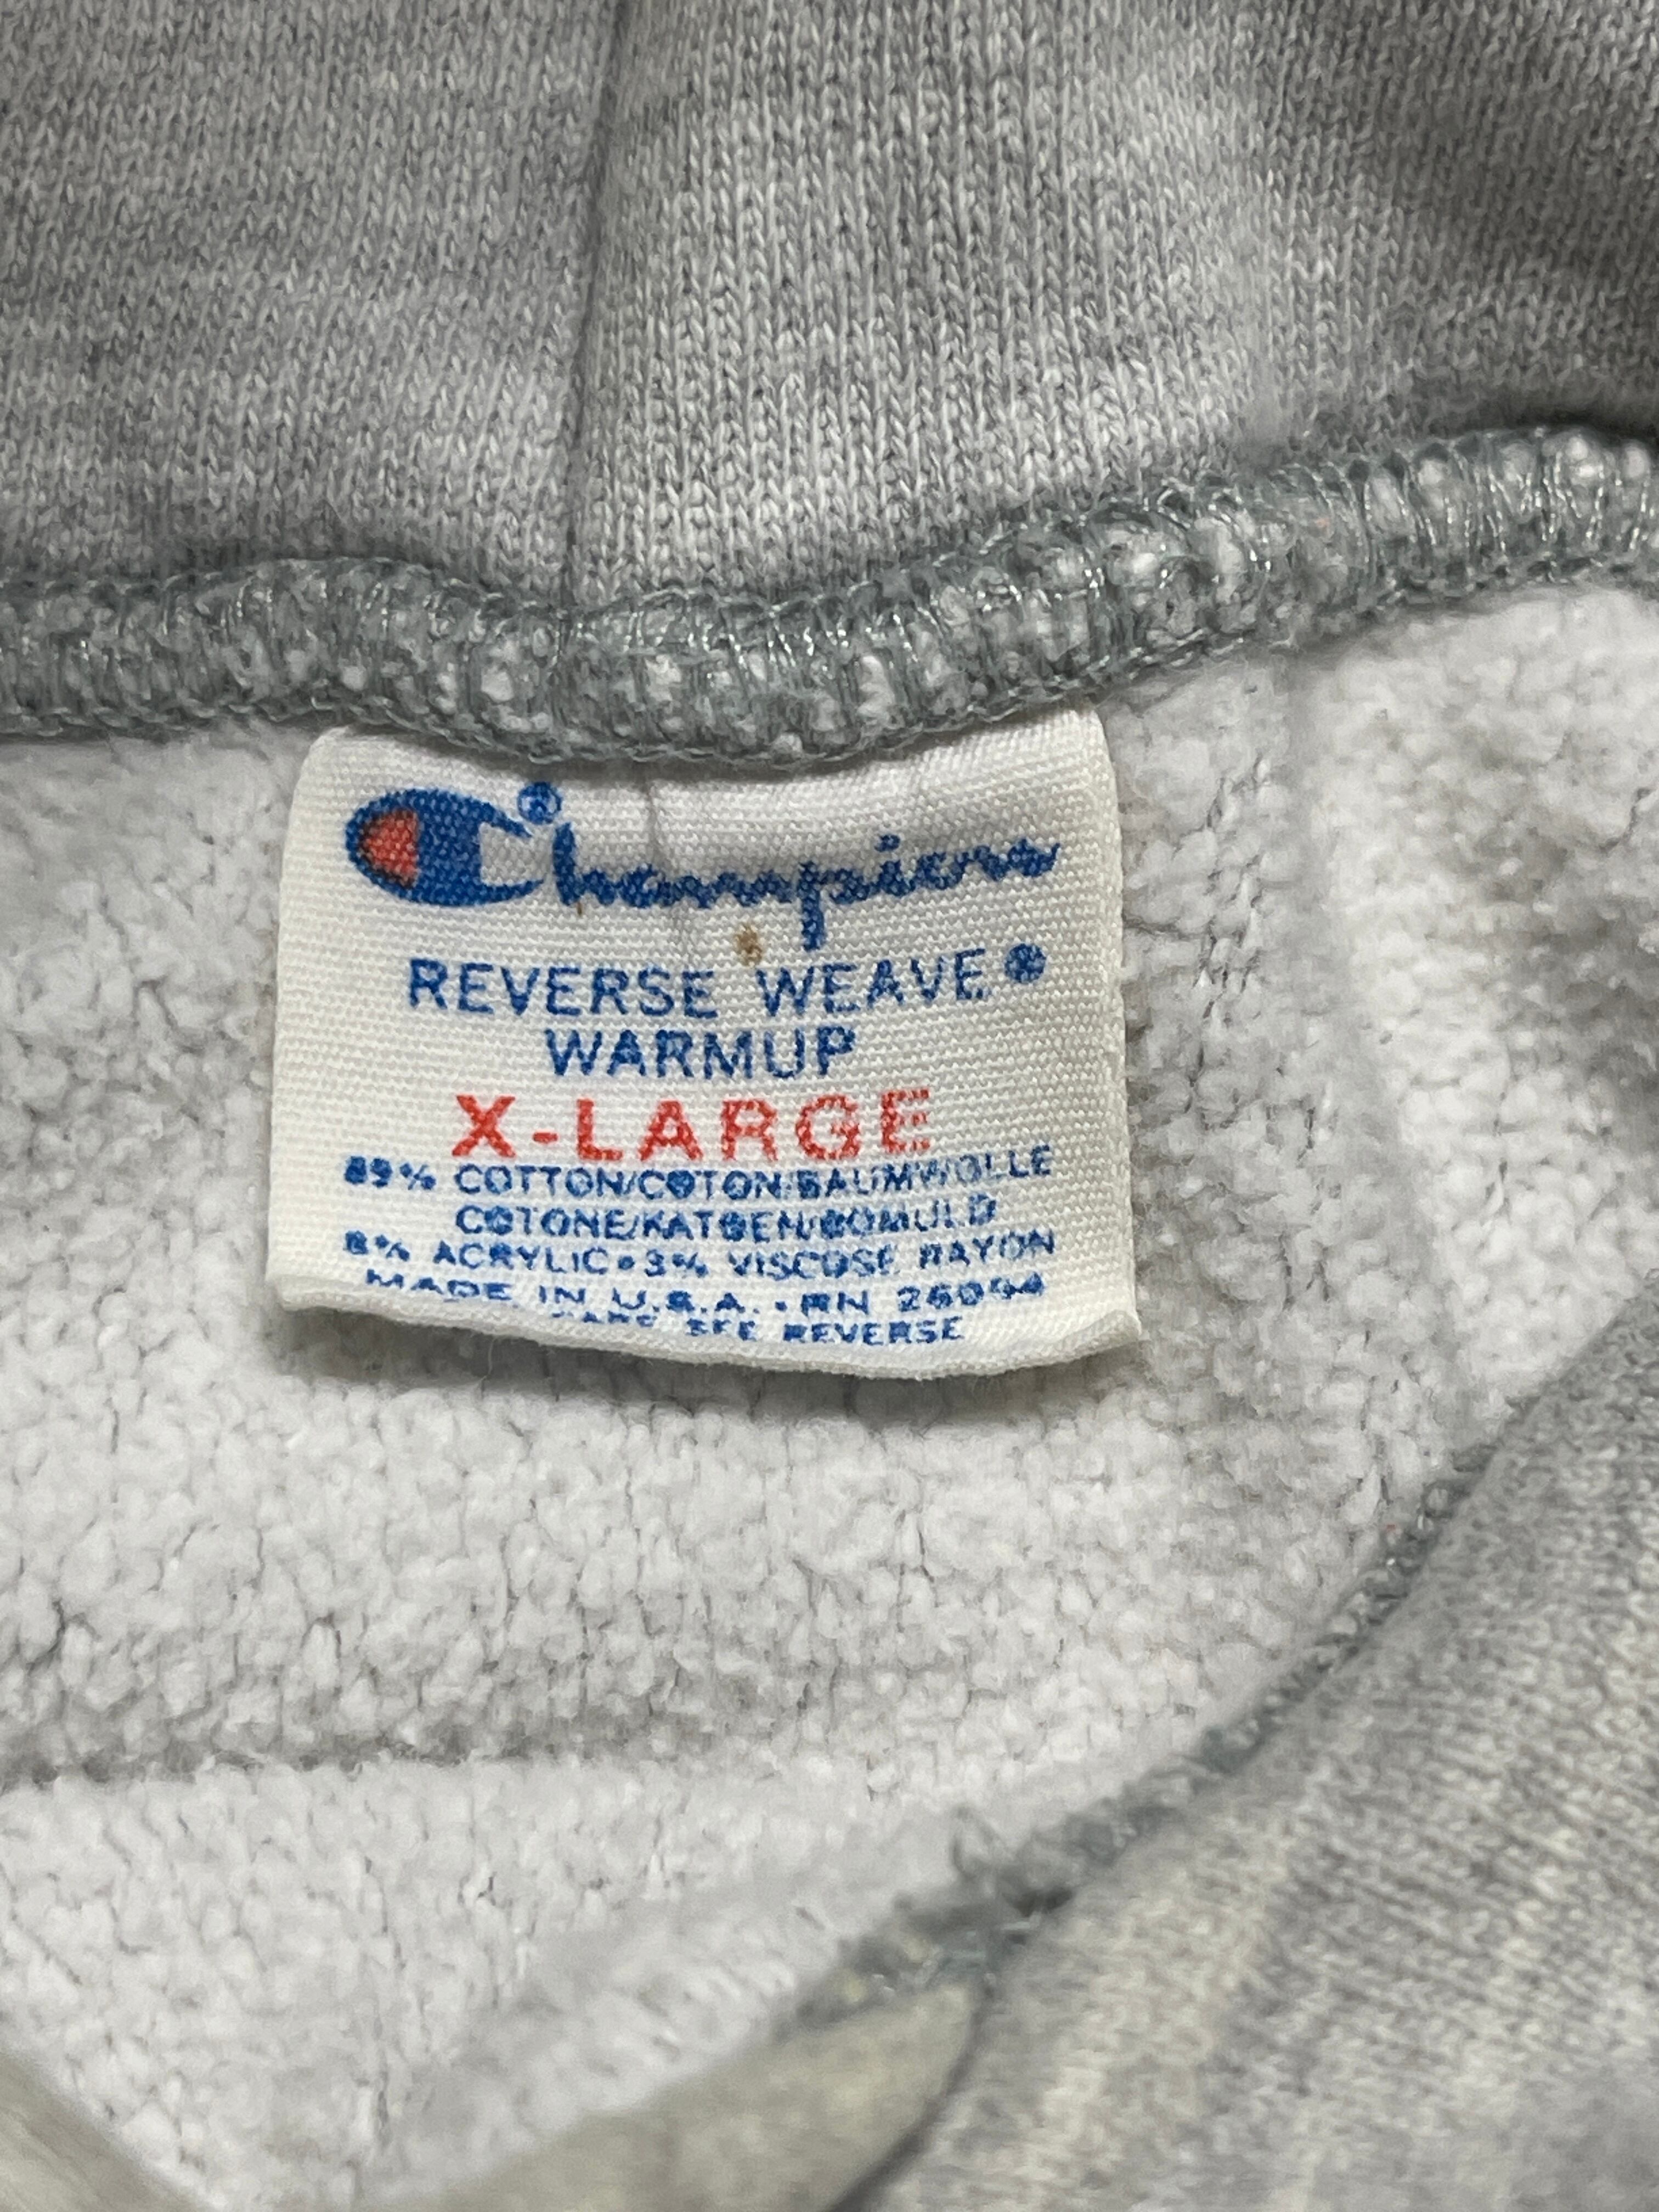 Champion®
REVERSE WEAVE®
WARMUP
X-LARGE
89% COTTON/COTON/BAUMWOLLE
COTONE/KATOEN/BOMULD
8% ACRYLIC • 3% VISCOSE RAYON
MADE IN U.S.A. • RN 26094
CARE SEE REVERSE